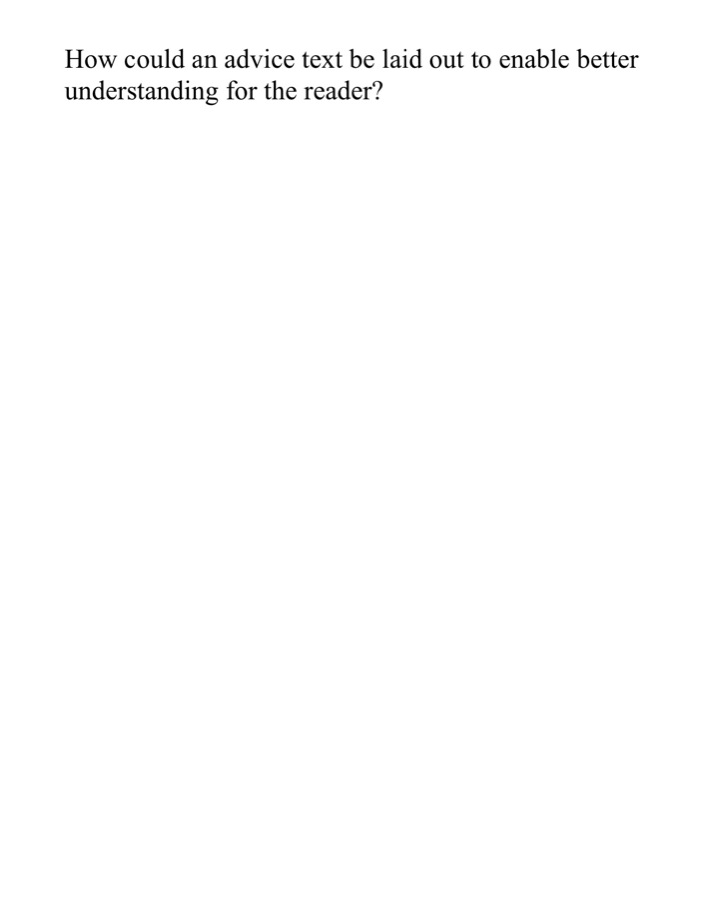 How could an advice text be laid out to enable better
understanding for the reader?